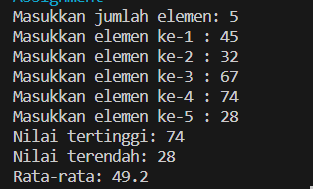 Assignment
Masukkan jumlah elemen: 5
Masukkan elemen ke-1 : 45
Masukkan elemen ke-2 : 32
Masukkan elemen ke-3 : 67
Masukkan elemen ke-4 : 74
Masukkan elemen ke-5 : 28
Nilai tertinggi: 74
Nilai terendah: 28
Rata-rata: 49.2